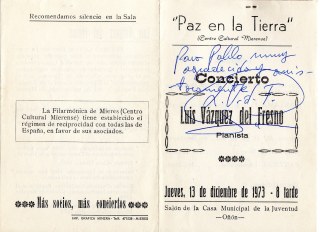 Recomendamos silencio en la Sala
La Filarmónica de Mieres (Centro
Cultural Mierense) tiene establecido el
régimen de reciprocidad con todas las de
España, en favor de sus asociados.
Más socios, más conciertos
"Paz en la Tierra"
(Centro Cultural Mierense)
Para Pablo, muy
agradecido y amis-
tosamente
Concierto
Luis Vázquez del Fresno
Pianista
Jueves, 13 de diciembre de 1973 - 8 tarde
Salón de la Casa Municipal de la Juventud